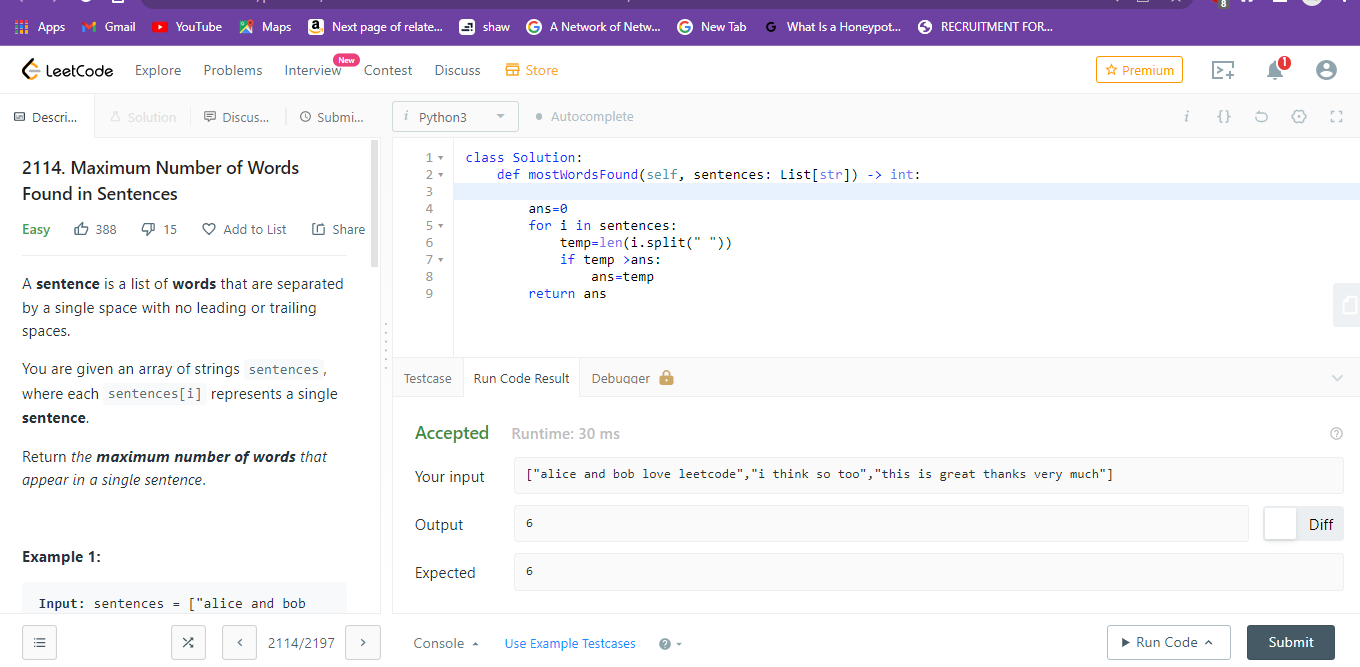 8
Apps Gmail YouTube Maps Next page of relate... shaw A Network of Netw... New Tab What Is a Honeypot... RECRUITMENT FOR...
LeetCode Explore Problems Interview New Contest Discuss Store Premium 1
Descri... Solution Discus... Submi...
i Python3 Autocomplete i {}
2114. Maximum Number of Words
Found in Sentences
Easy 388 15 Add to List Share
A sentence is a list of words that are separated
by a single space with no leading or trailing
spaces.
You are given an array of strings sentences ,
where each sentences[i] represents a single
sentence.
Return the maximum number of words that
appear in a single sentence.
Example 1:
Input: sentences = ["alice and bob
2114/2197
1 class Solution:
2 def mostWordsFound(self, sentences: List[str]) -> int:
3
4 ans=0
5 for i in sentences:
6 temp=len(i.split(" "))
7 if temp >ans:
8 ans=temp
9 return ans
Testcase Run Code Result Debugger
Accepted Runtime: 30 ms
Your input ["alice and bob love leetcode","i think so too","this is great thanks very much"]
Output 6 Diff
Expected 6
Console Use Example Testcases Run Code Submit